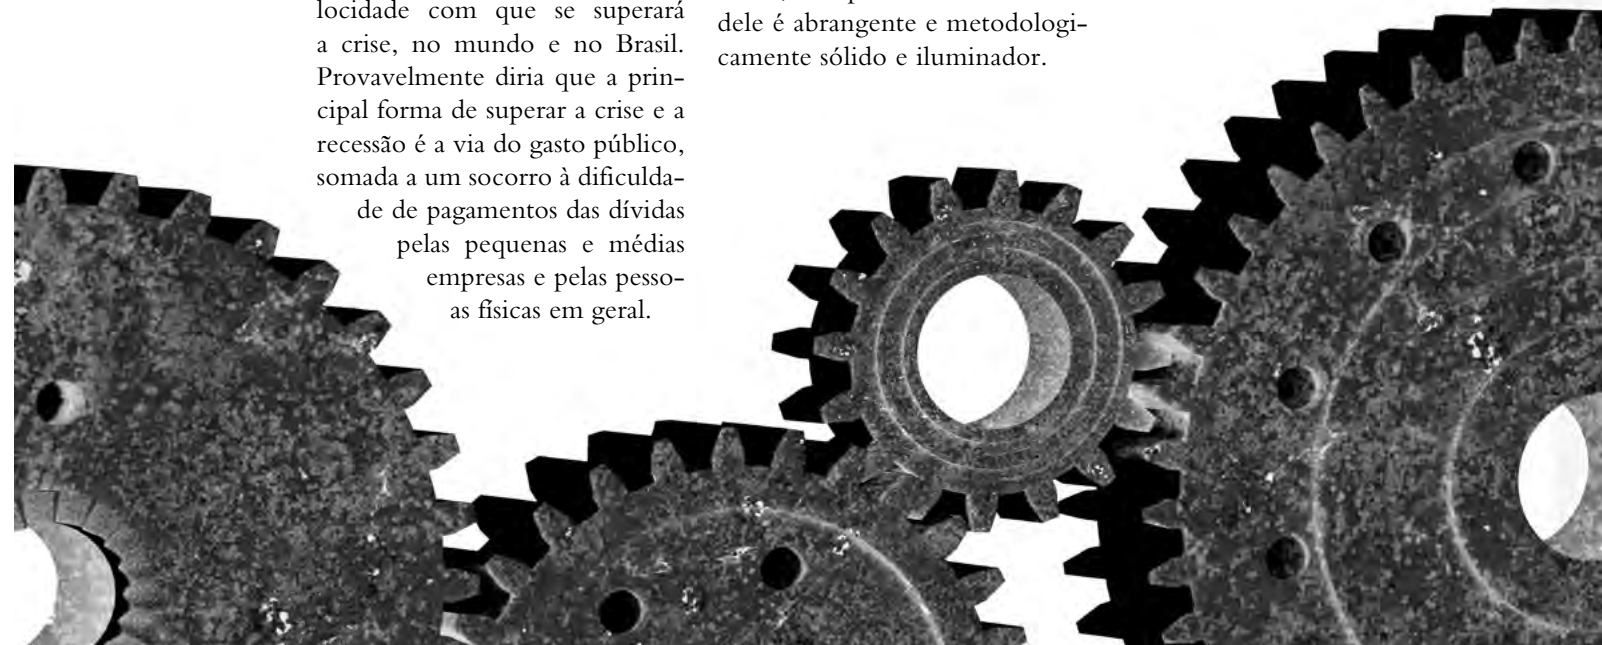 locidade com que se superará
a crise, no mundo e no Brasil.
Provavelmente diria que a prin-
cipal forma de superar a crise e a
recessão é a via do gasto público,
somada a um socorro à dificulda-
de de pagamentos das dívidas
pelas pequenas e médias
empresas e pelas pesso-
as físicas em geral.
dele é abrangente e metodologi-
camente sólido e iluminador.